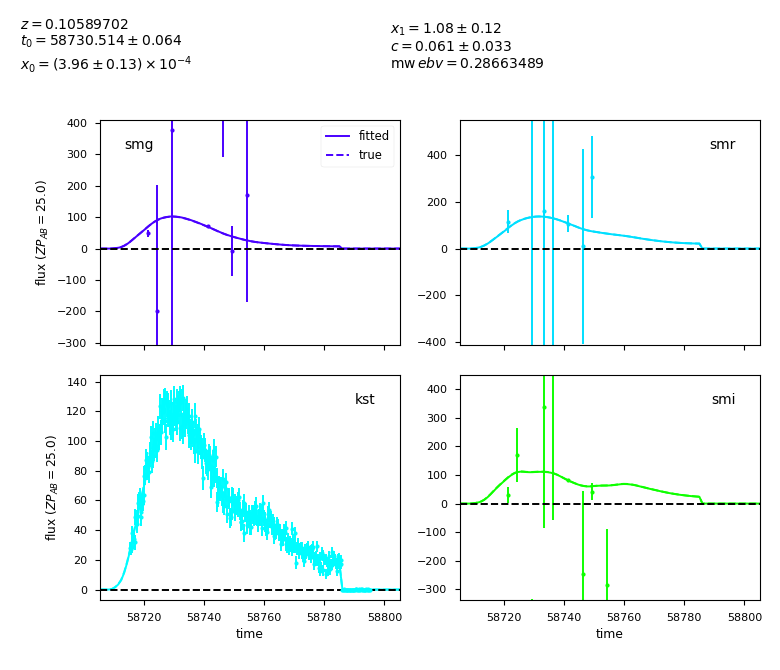 z = 0.10589702
t₀ = 58730.514 ± 0.064
x₀ = (3.96 ± 0.13) × 10⁻⁴
x₁ = 1.08 ± 0.12
c = 0.061 ± 0.033
mw ebv = 0.28663489
smg
fitted
true
400
300
200
100
0
−100
−200
−300
flux (ZP_AB = 25.0)
smr
400
200
0
−200
−400
kst
140
120
100
80
60
40
20
0
flux (ZP_AB = 25.0)
58720 58740 58760 58780 58800
time
smi
400
300
200
100
0
−100
−200
−300
58720 58740 58760 58780 58800
time